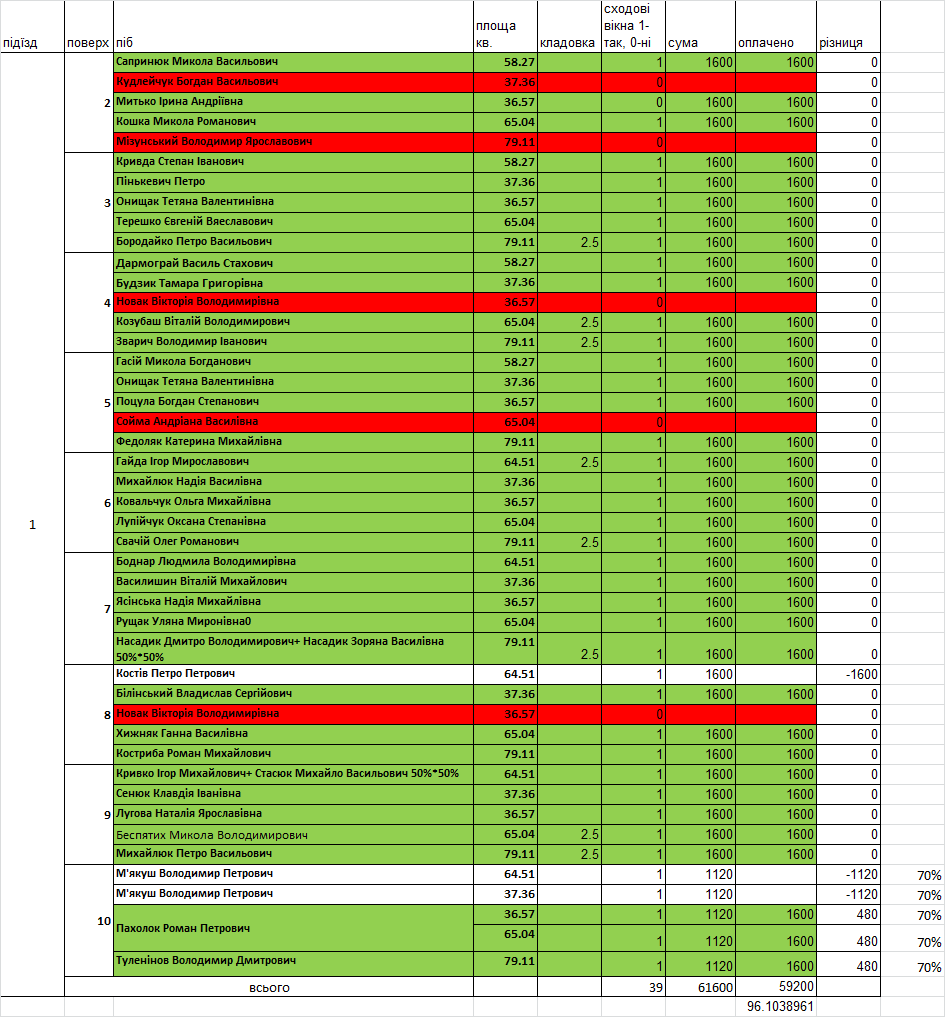 підїзд поверх піб площа кв. кладовка сходові вікна 1-так, 0-ні сума оплачено різниця
1
2
Сапринюк Микола Васильович 58.27 1 1600 1600 0
Кудлейчук Богдан Васильович 37.36 0 0
Митько Ірина Андріївна 36.57 0 1600 1600 0
Кошка Микола Романович 65.04 1 1600 1600 0
Мізунський Володимир Ярославович 79.11 0 0
3
Кривда Степан Іванович 58.27 1 1600 1600 0
Пінькевич Петро 37.36 1 1600 1600 0
Онищак Тетяна Валентинівна 36.57 1 1600 1600 0
Терешко Євгеній Вяеславович 65.04 1 1600 1600 0
Бородайко Петро Васильович 79.11 2.5 1 1600 1600 0
4
Дармограй Василь Стахович 58.27 1 1600 1600 0
Будзик Тамара Григорівна 37.36 1 1600 1600 0
Новак Вікторія Володимирівна 36.57 0 0
Козубаш Віталій Володимирович 65.04 2.5 1 1600 1600 0
Зварич Володимир Іванович 79.11 2.5 1 1600 1600 0
5
Гасій Микола Богданович 58.27 1 1600 1600 0
Онищак Тетяна Валентинівна 37.36 1 1600 1600 0
Поцула Богдан Степанович 36.57 1 1600 1600 0
Сойма Андріана Василівна 65.04 0 0
Федоляк Катерина Михайлівна 79.11 1 1600 1600 0
6
Гайда Ігор Мирославович 64.51 2.5 1 1600 1600 0
Михайлюк Надія Василівна 37.36 1 1600 1600 0
Ковальчук Ольга Михайлівна 36.57 1 1600 1600 0
Лупійчук Оксана Степанівна 65.04 1 1600 1600 0
Свачій Олег Романович 79.11 2.5 1 1600 1600 0
7
Боднар Людмила Володимирівна 64.51 1 1600 1600 0
Василишин Віталій Михайлович 37.36 1 1600 1600 0
Ясінська Надія Михайлівна 36.57 1 1600 1600 0
Рущак Уляна Миронівна0 65.04 1 1600 1600 0
Насадик Дмитро Володимирович+ Насадик Зоряна Василівна
50%*50% 79.11 2.5 1 1600 1600 0
8
Костів Петро Петрович 64.51 1 1600 -1600
Білінський Владислав Сергійович 37.36 1 1600 1600 0
Новак Вікторія Володимирівна 36.57 0 0
Хижняк Ганна Василівна 65.04 1 1600 1600 0
Костриба Роман Михайлович 79.11 1 1600 1600 0
9
Кривко Ігор Михайлович+ Стасюк Михайло Васильович 50%*50% 64.51 1 1600 1600 0
Сенюк Клавдія Іванівна 37.36 1 1600 1600 0
Лугова Наталія Ярославівна 36.57 1 1600 1600 0
Беспятих Микола Володимирович 65.04 2.5 1 1600 1600 0
Михайлюк Петро Васильович 79.11 2.5 1 1600 1600 0
10
М'якуш Володимир Петрович 64.51 1 1120 -1120 70%
М'якуш Володимир Петрович 37.36 1 1120 -1120 70%
Пахолок Роман Петрович 36.57 1 1120 1600 480 70%
65.04 1 1120 1600 480 70%
Туленінов Володимир Дмитрович 79.11 1 1120 1600 480 70%
всього 39 61600 59200
96.1038961